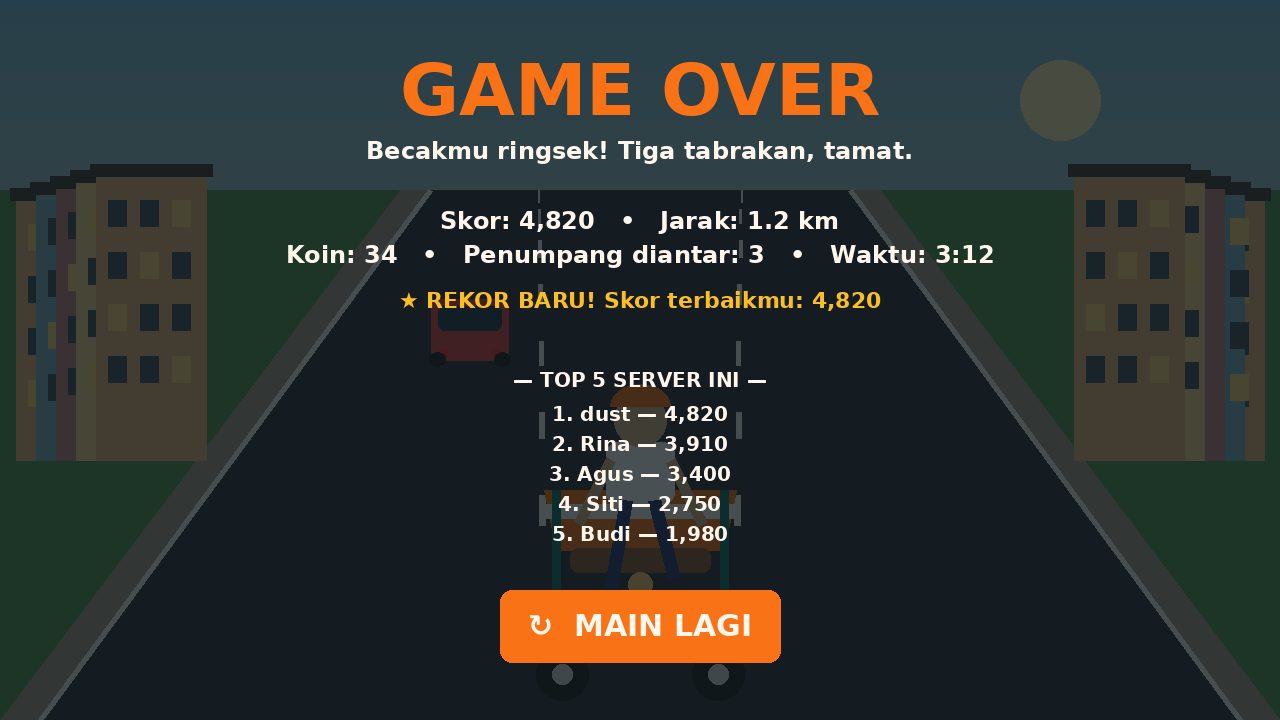 GAME OVER
Becakmu ringsek! Tiga tabrakan, tamat.
Skor: 4,820 • Jarak: 1.2 km
Koin: 34 • Penumpang diantar: 3 • Waktu: 3:12
★ REKOR BARU! Skor terbaikmu: 4,820
— TOP 5 SERVER INI —
1. dust — 4,820
2. Rina — 3,910
3. Agus — 3,400
4. Siti — 2,750
5. Budi — 1,980
↻ MAIN LAGI